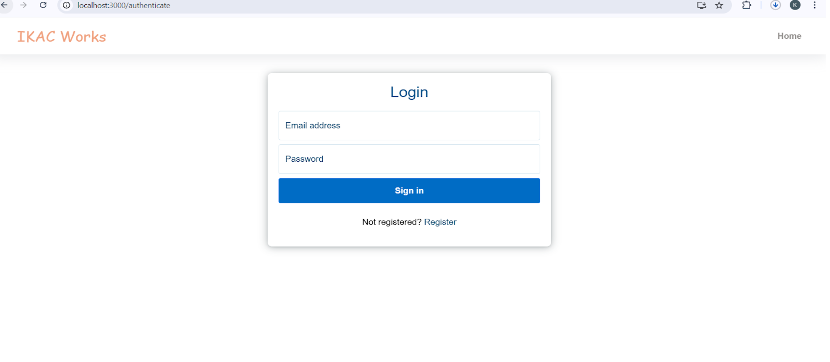 localhost:3000/authenticate
K
IKAC Works
Home
Login
Email address
Password
Sign in
Not registered? Register